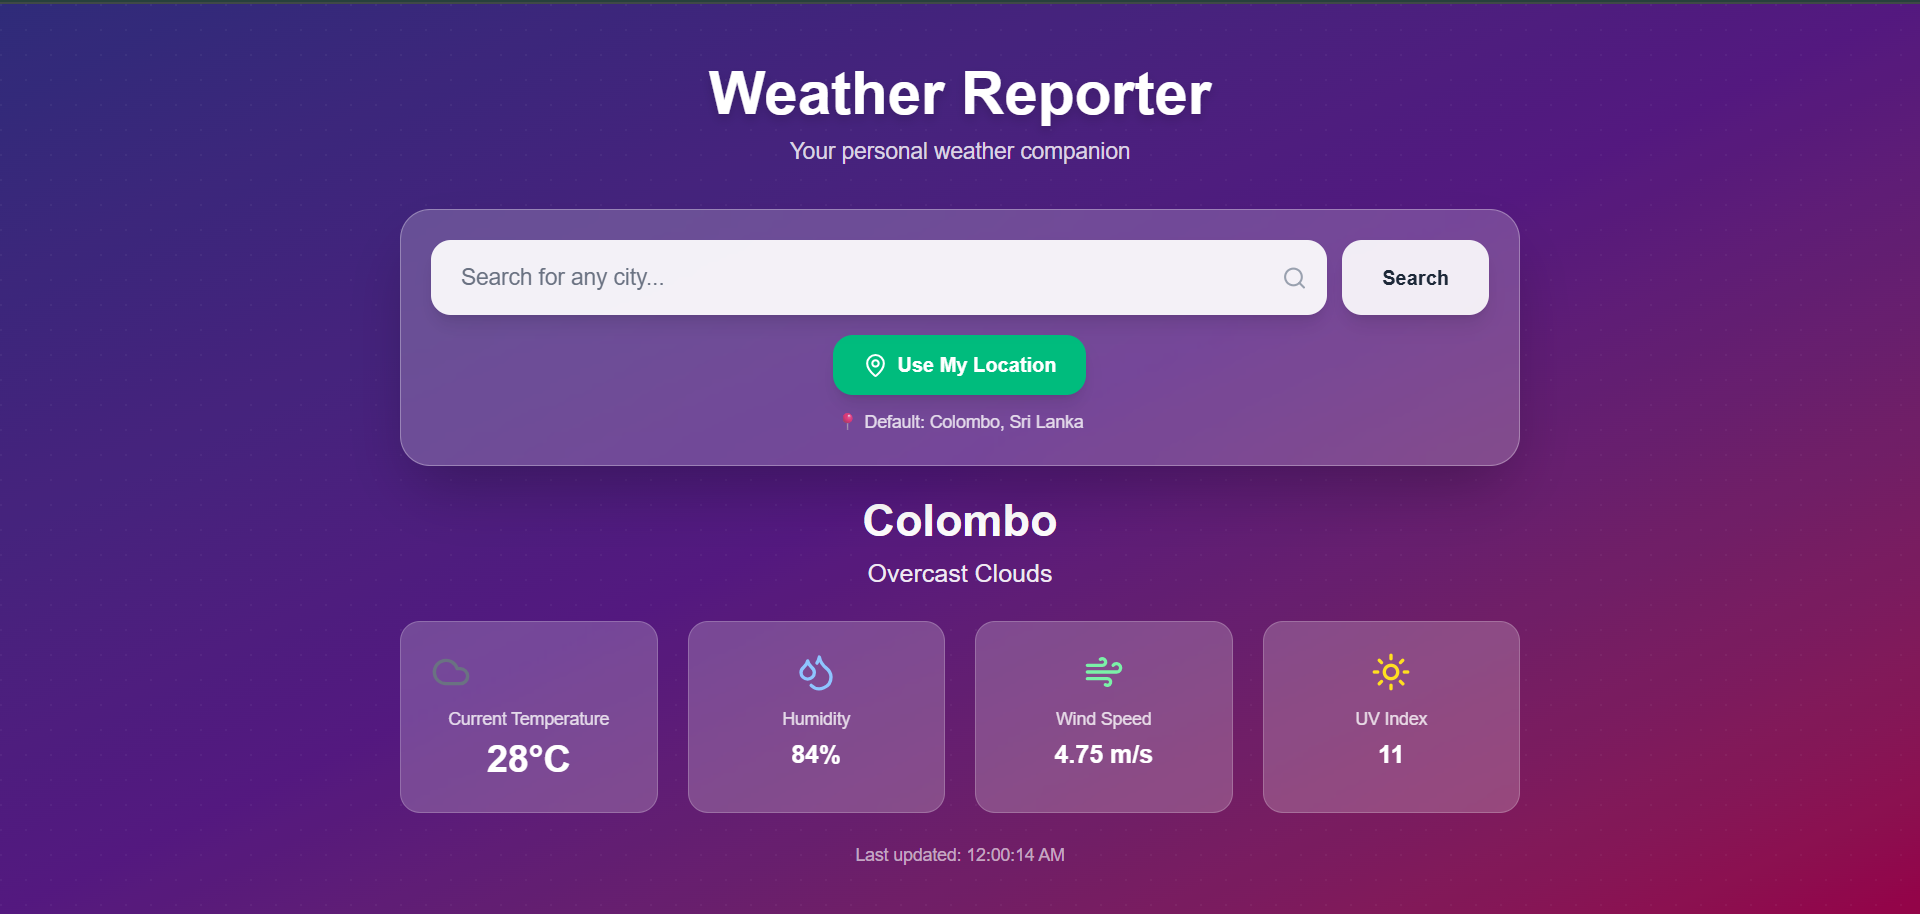 Weather Reporter
Your personal weather companion
Search for any city...
Search
Use My Location
📍 Default: Colombo, Sri Lanka
Colombo
Overcast Clouds
Current Temperature
28°C
Humidity
84%
Wind Speed
4.75 m/s
UV Index
11
Last updated: 12:00:14 AM